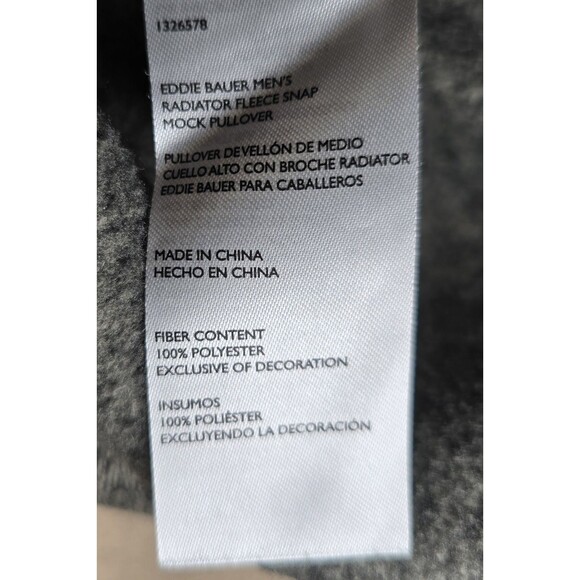 1326578
EDDIE BAUER MEN'S
RADIATOR FLEECE SNAP
MOCK PULLOVER
PULLOVER DE VELLÓN DE MEDIO
CUELLO ALTO CON BROCHE RADIATOR
EDDIE BAUER PARA CABALLEROS
MADE IN CHINA
HECHO EN CHINA
FIBER CONTENT
100% POLYESTER
EXCLUSIVE OF DECORATION
INSUMOS
100% POLIÉSTER
EXCLUYENDO LA DECORACIÓN